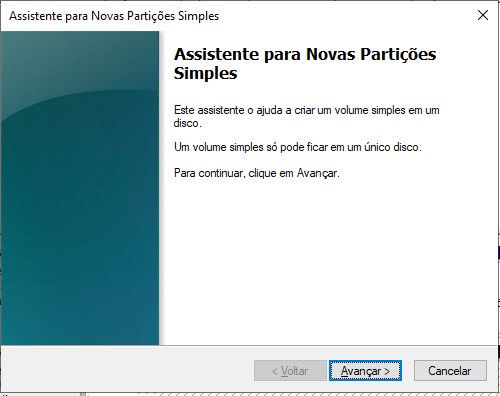 Assistente para Novas Partições Simples
Assistente para Novas Partições
Simples
Este assistente o ajuda a criar um volume simples em um
disco.
Um volume simples só pode ficar em um único disco.
Para continuar, clique em Avançar.
< Voltar
Avançar >
Cancelar